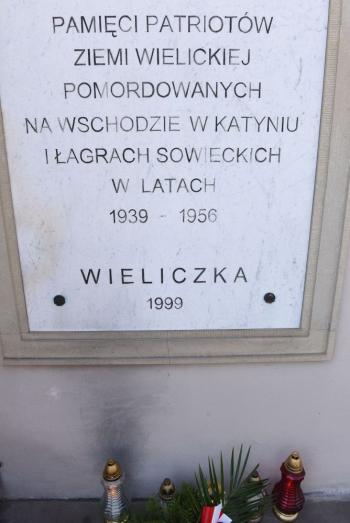 PAMIĘCI PATRIOTÓW
ZIEMI WIELICKIEJ
POMORDOWANYCH
NA WSCHODZIE W KATYNIU
I ŁAGRACH SOWIECKICH
W LATACH
1939 - 1956
WIELICZKA
1999